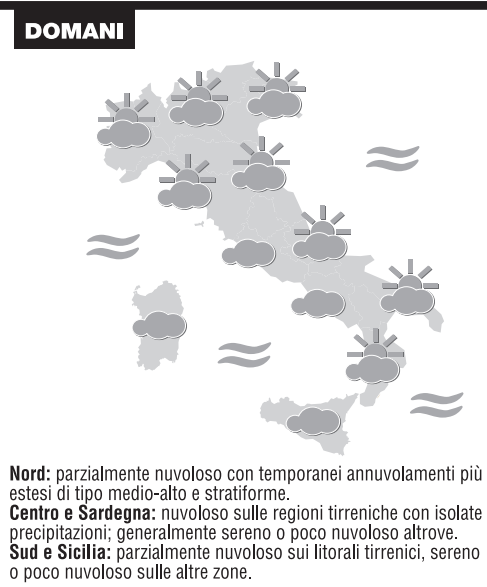 DOMANI
Nord: parzialmente nuvoloso con temporanei annuvolamenti più
estesi di tipo medio-alto e stratiforme.
Centro e Sardegna: nuvoloso sulle regioni tirreniche con isolate
precipitazioni; generalmente sereno o poco nuvoloso altrove.
Sud e Sicilia: parzialmente nuvoloso sui litorali tirrenici, sereno
o poco nuvoloso sulle altre zone.